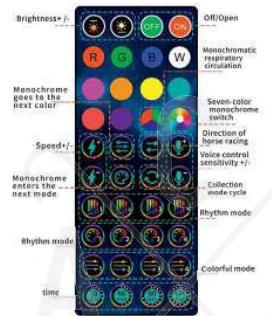 Brightness+/-
OFF
ON
Off/Open
R
G
B
W
Monochromatic
respiratory
circulation
Monochrome
goes to the
next color
Seven-color
monochrome
switch
Speed+/-
Direction of
horse racing
Voice control
sensitivity +/-
Monochrome
enters the
next mode
Collection
mode cycle
Rhythm mode
Rhythm mode
Colorful mode
time